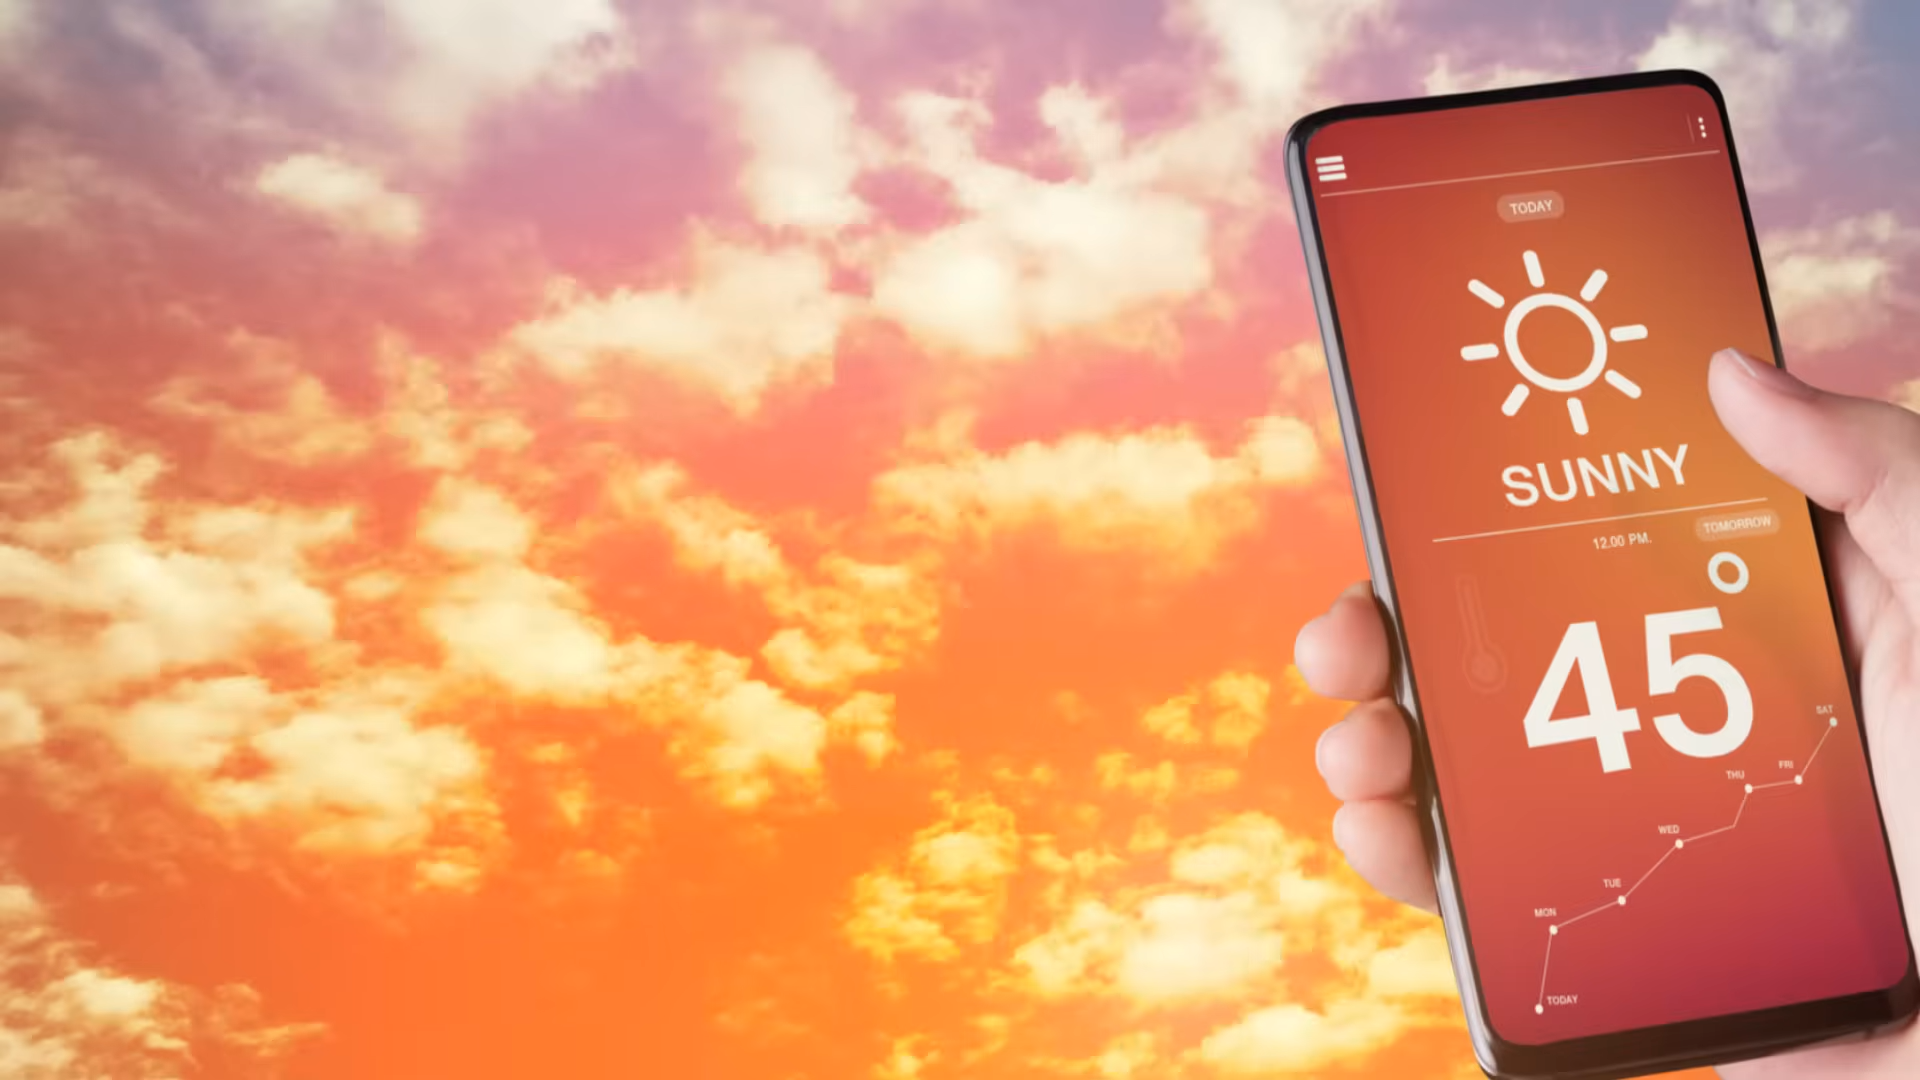 TODAY
SUNNY
12.00 PM.
TOMORROW
45°
SAT
FRI
THU
WED
TUE
MON
TODAY